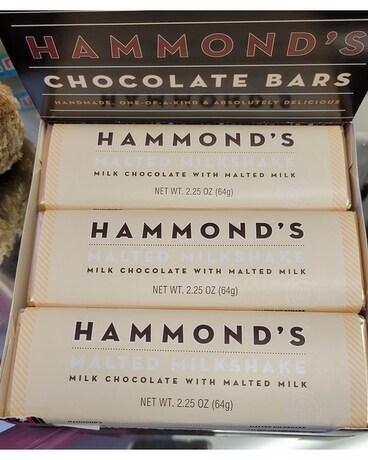 HAMMOND'S
CHOCOLATE BARS
HANDMADE, ONE-OF-A-KIND & ABSOLUTELY DELICIOUS
HAMMOND'S
MALTED MILKSHAKE
MILK CHOCOLATE WITH MALTED MILK
NET WT. 2.25 OZ (64g)
HAMMOND'S
MALTED MILKSHAKE
MILK CHOCOLATE WITH MALTED MILK
NET WT. 2.25 OZ (64g)
HAMMOND'S
MALTED MILKSHAKE
MILK CHOCOLATE WITH MALTED MILK
NET WT. 2.25 OZ (64g)